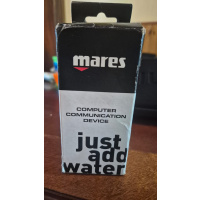 mares
COMPUTER
COMMUNICATION
DEVICE
just
add
water